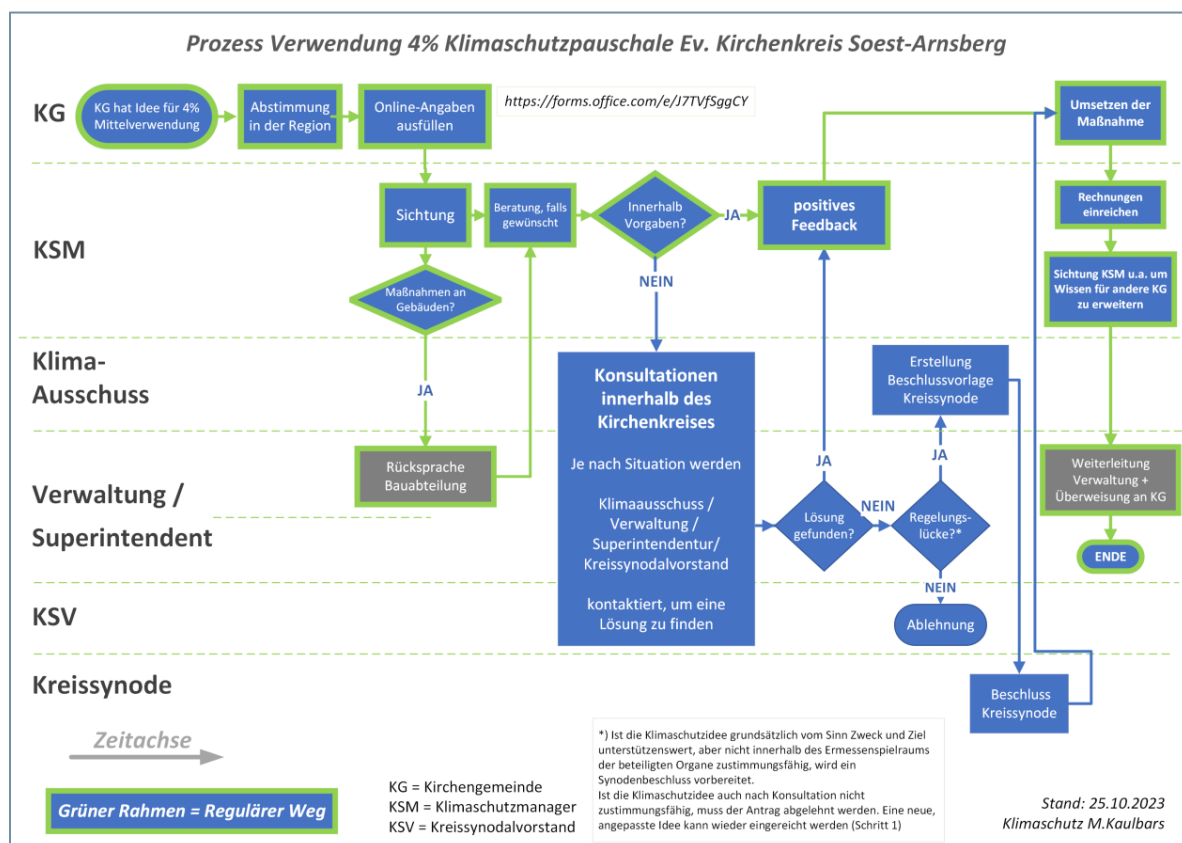 Prozess Verwendung 4% Klimaschutzpauschale Ev. Kirchenkreis Soest-Arnsberg
KG
KG hat Idee für 4%
Mittelverwendung
Abstimmung
in der Region
Online-Angaben
ausfüllen
https://forms.office.com/e/J7TVfSggCY
Umsetzen der
Maßnahme
KSM
Sichtung
Beratung, falls
gewünscht
Innerhalb
Vorgaben?
JA
positives
Feedback
Rechnungen
einreichen
NEIN
Maßnahmen an
Gebäuden?
Sichtung KSM u.a. um
Wissen für andere KG
zu erweitern
Klima-
Ausschuss
JA
Konsultationen
innerhalb des
Kirchenkreises
Je nach Situation werden
Klimaausschuss /
Verwaltung /
Superintendentur/
Kreissynodalvorstand
kontaktiert, um eine
Lösung zu finden
Erstellung
Beschlussvorlage
Kreissynode
Verwaltung /
Superintendent
Rücksprache
Bauabteilung
JA
JA
Lösung
gefunden?
NEIN
Regelungs-
lücke?*
Weiterleitung
Verwaltung +
Überweisung an KG
ENDE
NEIN
KSV
Ablehnung
Kreissynode
Beschluss
Kreissynode
Zeitachse
Grüner Rahmen = Regulärer Weg
KG = Kirchengemeinde
KSM = Klimaschutzmanager
KSV = Kreissynodalvorstand
*) Ist die Klimaschutzidee grundsätzlich vom Sinn Zweck und Ziel
unterstützenswert, aber nicht innerhalb des Ermessenspielraums
der beteiligten Organe zustimmungsfähig, wird ein
Synodenbeschluss vorbereitet.
Ist die Klimaschutzidee auch nach Konsultation nicht
zustimmungsfähig, muss der Antrag abgelehnt werden. Eine neue,
angepasste Idee kann wieder eingereicht werden (Schritt 1)
Stand: 25.10.2023
Klimaschutz M.Kaulbars